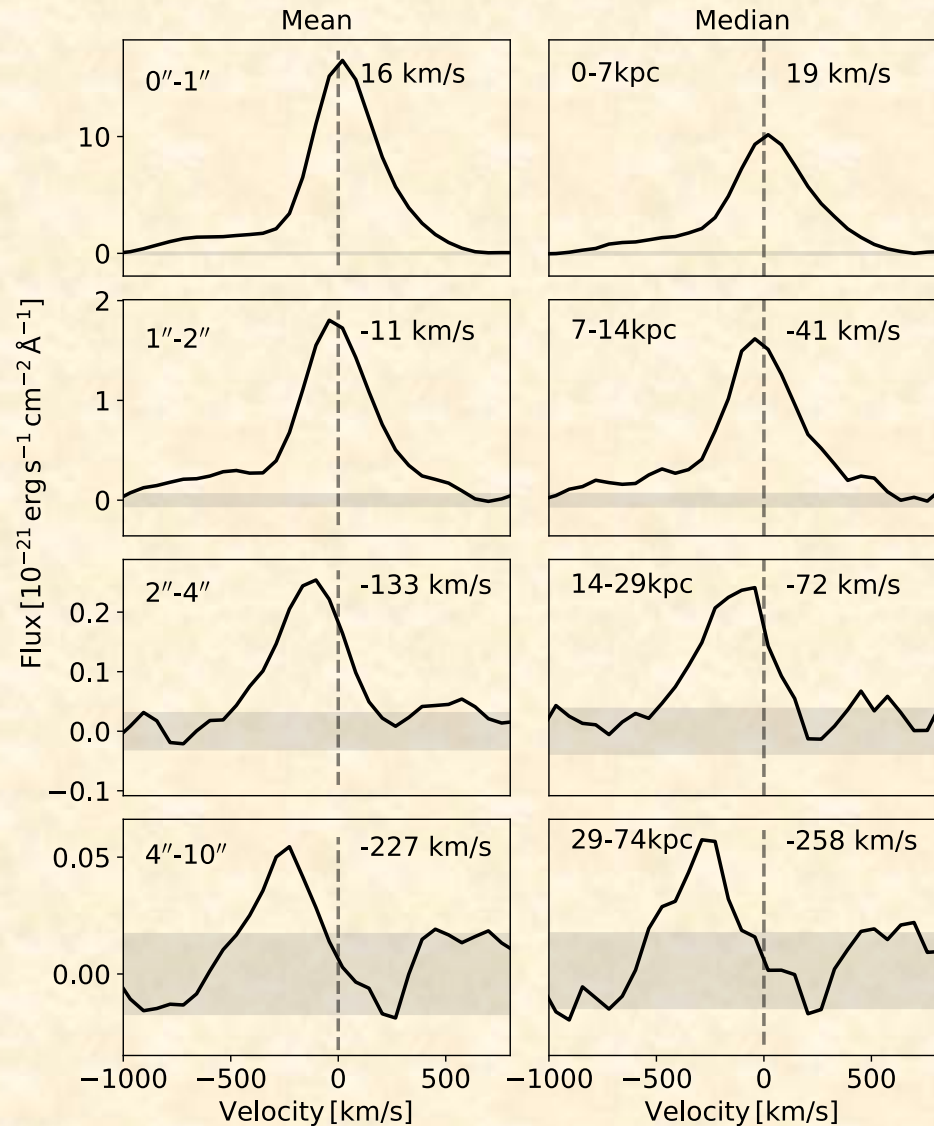 Mean
Median
0″-1″
16 km/s
0-7kpc
19 km/s
10
0
1″-2″
-11 km/s
7-14kpc
-41 km/s
2
1
0
2″-4″
-133 km/s
14-29kpc
-72 km/s
0.2
0.1
0.0
−0.1
4″-10″
-227 km/s
29-74kpc
-258 km/s
0.05
0.00
Flux [10⁻²¹ erg s⁻¹ cm⁻² Å⁻¹]
−1000 0 500
−1000 −500 0 500
Velocity [km/s]
Velocity [km/s]